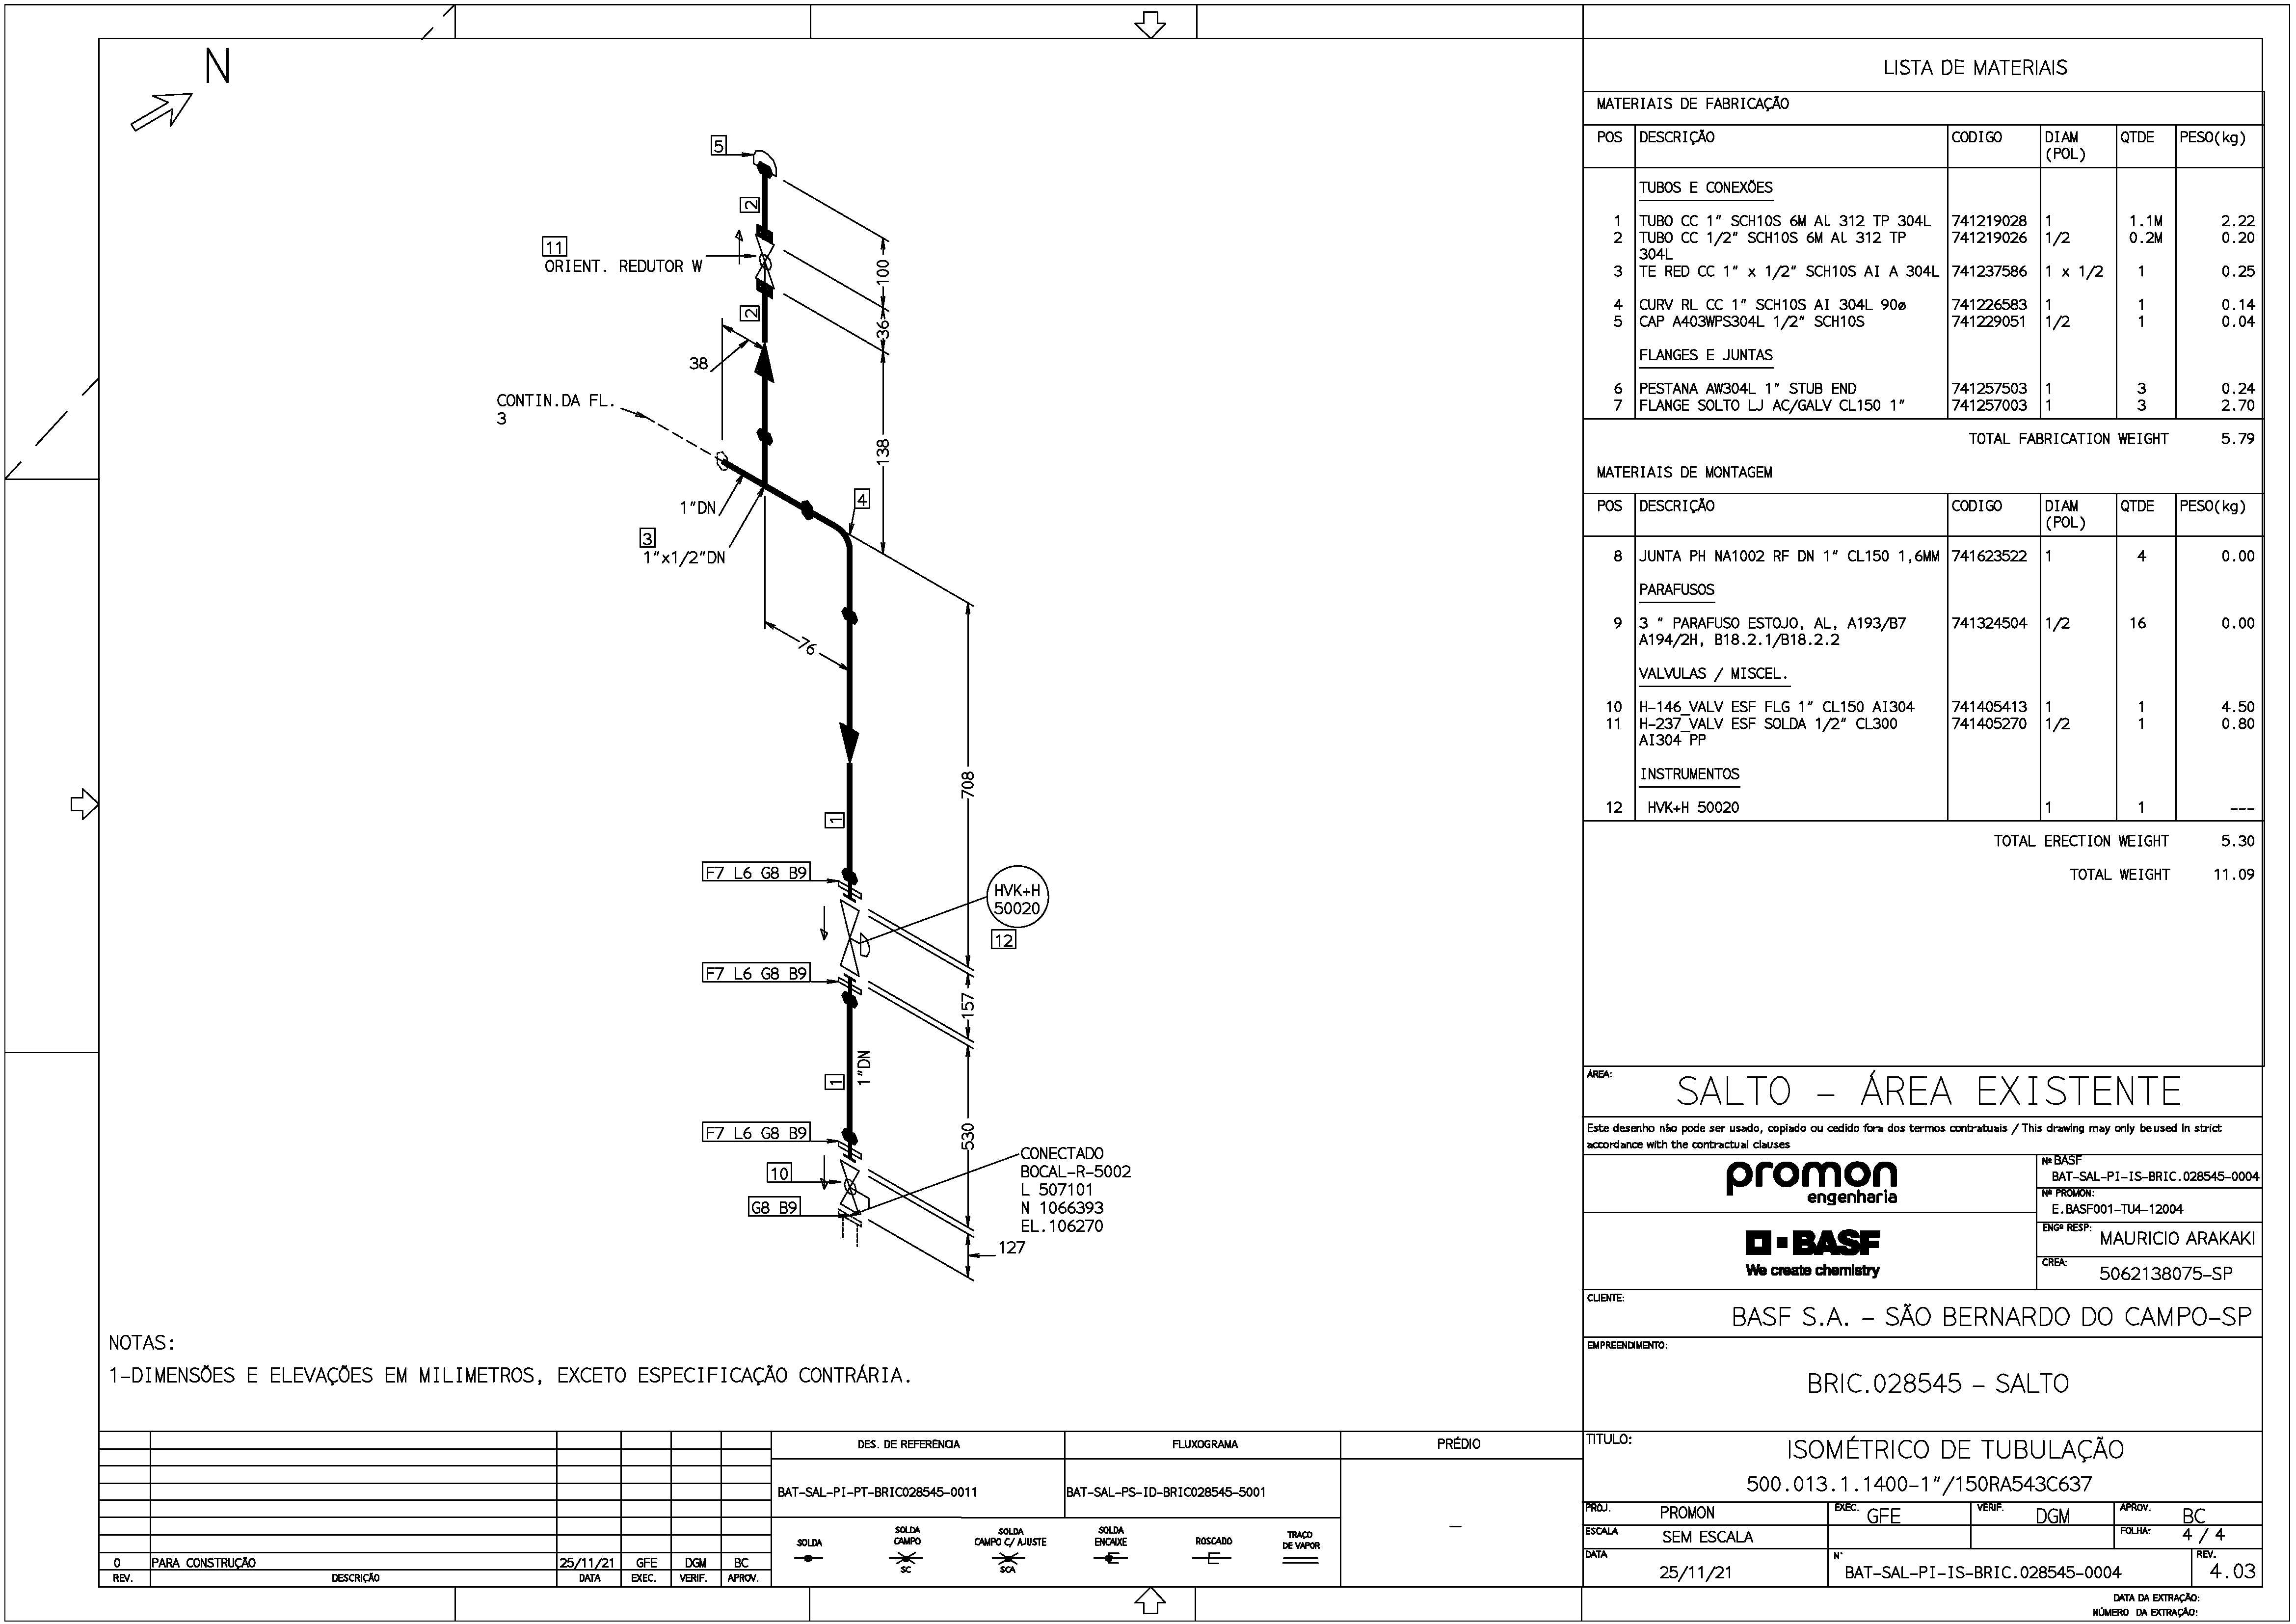 N
5
2
11
ORIENT. REDUTOR W
2
100
36
38
CONTIN.DA FL.
3
138
1"DN
4
3
1"x1/2"DN
76
708
1
F7 L6 G8 B9
HVK+H
50020
12
F7 L6 G8 B9
157
1"DN
1
F7 L6 G8 B9
530
10
G8 B9
CONECTADO
BOCAL-R-5002
L 507101
N 1066393
EL.106270
127
NOTAS:
1-DIMENSÕES E ELEVAÇÕES EM MILIMETROS, EXCETO ESPECIFICAÇÃO CONTRÁRIA.
LISTA DE MATERIAIS
MATERIAIS DE FABRICAÇÃO
POS DESCRIÇÃO CODIGO DIAM (POL) QTDE PESO(kg)
TUBOS E CONEXÕES
1 TUBO CC 1" SCH10S 6M AL 312 TP 304L 741219028 1 1.1M 2.22
2 TUBO CC 1/2" SCH10S 6M AL 312 TP 741219026 1/2 0.2M 0.20
304L
3 TE RED CC 1" x 1/2" SCH10S AI A 304L 741237586 1 x 1/2 1 0.25
4 CURV RL CC 1" SCH10S AI 304L 90ø 741226583 1 1 0.14
5 CAP A403WPS304L 1/2" SCH10S 741229051 1/2 1 0.04
FLANGES E JUNTAS
6 PESTANA AW304L 1" STUB END 741257503 1 3 0.24
7 FLANGE SOLTO LJ AC/GALV CL150 1" 741257003 1 3 2.70
TOTAL FABRICATION WEIGHT 5.79
MATERIAIS DE MONTAGEM
POS DESCRIÇÃO CODIGO DIAM (POL) QTDE PESO(kg)
8 JUNTA PH NA1002 RF DN 1" CL150 1,6MM 741623522 1 4 0.00
PARAFUSOS
9 3 " PARAFUSO ESTOJO, AL, A193/B7 741324504 1/2 16 0.00
A194/2H, B18.2.1/B18.2.2
VALVULAS / MISCEL.
10 H-146_VALV ESF FLG 1" CL150 AI304 741405413 1 1 4.50
11 H-237_VALV ESF SOLDA 1/2" CL300 741405270 1/2 1 0.80
AI304 PP
INSTRUMENTOS
12 HVK+H 50020 1 1 ---
TOTAL ERECTION WEIGHT 5.30
TOTAL WEIGHT 11.09
ÁREA:
SALTO - ÁREA EXISTENTE
Este desenho não pode ser usado, copiado ou cedido fora dos termos contratuais / This drawing may only be used in strict
accordance with the contractual clauses
promon
engenharia
Nº BASF
BAT-SAL-PI-IS-BRIC.028545-0004
Nº PROMON:
E.BASF001-TU4-12004
BASF
We create chemistry
ENGº RESP:
MAURICIO ARAKAKI
CREA:
5062138075-SP
CLIENTE:
BASF S.A. - SÃO BERNARDO DO CAMPO-SP
EMPREENDIMENTO:
BRIC.028545 - SALTO
TITULO:
ISOMÉTRICO DE TUBULAÇÃO
500.013.1.1400-1"/150RA543C637
PROJ. PROMON EXEC. GFE VERIF. DGM APROV. BC
ESCALA SEM ESCALA FOLHA: 4 / 4
DATA 25/11/21 N° BAT-SAL-PI-IS-BRIC.028545-0004 REV. 4.03
DATA DA EXTRAÇÃO:
NÚMERO DA EXTRAÇÃO:
DES. DE REFERÊNCIA FLUXOGRAMA PRÉDIO
BAT-SAL-PI-PT-BRIC028545-0011 BAT-SAL-PS-ID-BRIC028545-5001 -
SOLDA
SOLDA CAMPO
SC
SOLDA CAMPO C/ AJUSTE
SCA
SOLDA ENCAIXE
ROSCADO
TRAÇO DE VAPOR
0 PARA CONSTRUÇÃO 25/11/21 GFE DGM BC
REV. DESCRIÇÃO DATA EXEC. VERIF. APROV.